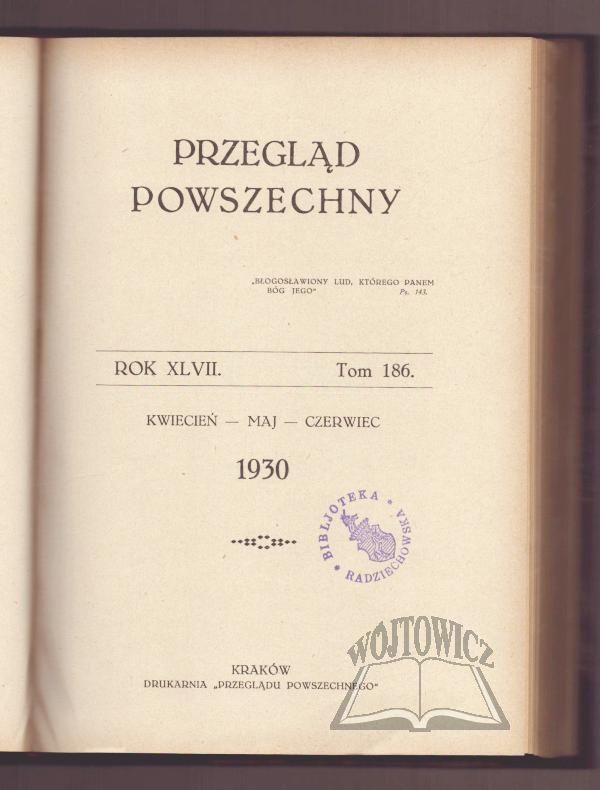 PRZEGLĄD
POWSZECHNY
„BŁOGOSŁAWIONY LUD, KTÓREGO PANEM
BÓG JEGO“ Ps. 143.
ROK XLVII. Tom 186.
KWIECIEŃ — MAJ — CZERWIEC
1930
* BIBLJOTEKA * RADZIECHOWSKA
KRAKÓW
DRUKARNIA „PRZEGLĄDU POWSZECHNEGO“
WÓJTOWICZ